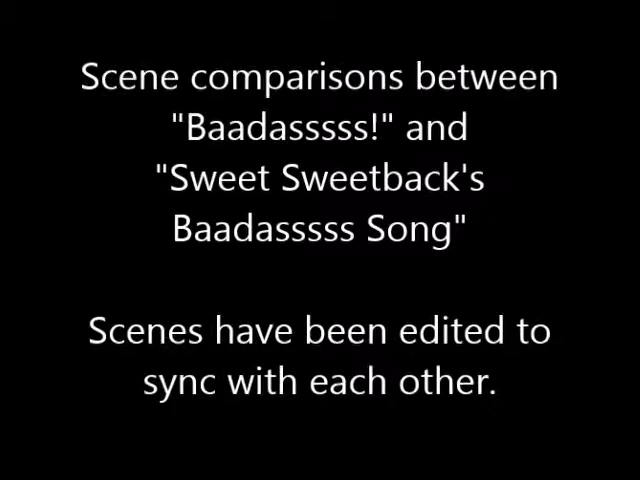 Scene comparisons between
"Baadasssss!" and
"Sweet Sweetback's
Baadasssss Song"
Scenes have been edited to
sync with each other.